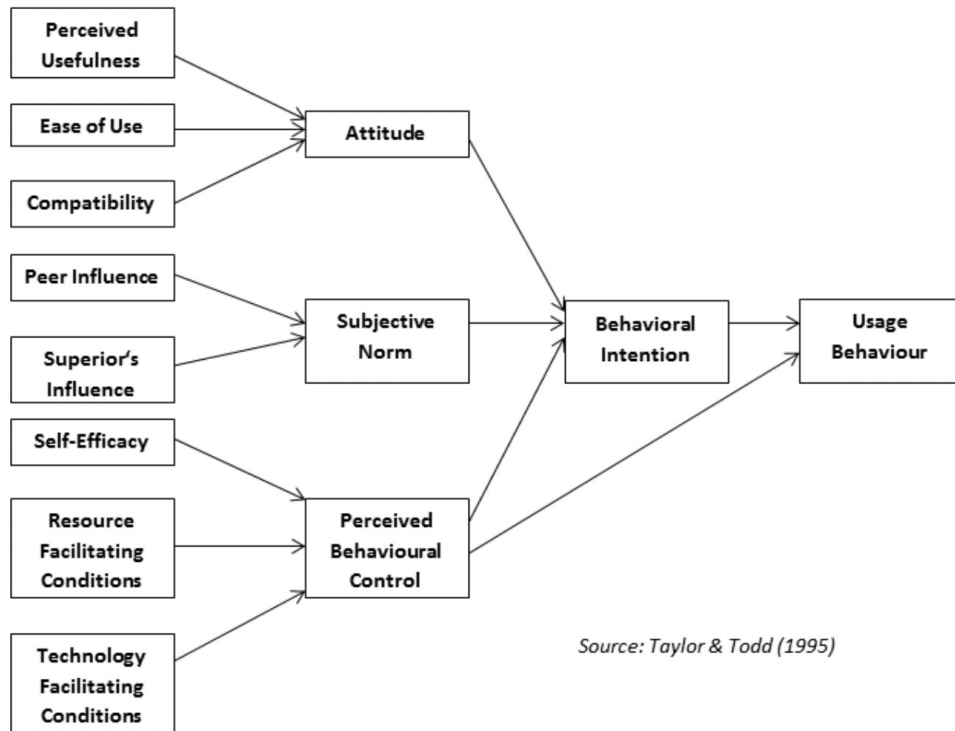 Perceived
Usefulness
Ease of Use
Compatibility
Peer Influence
Superior‘s
Influence
Self-Efficacy
Resource
Facilitating
Conditions
Technology
Facilitating
Conditions
Attitude
Subjective
Norm
Perceived
Behavioural
Control
Behavioral
Intention
Usage
Behaviour
Source: Taylor & Todd (1995)